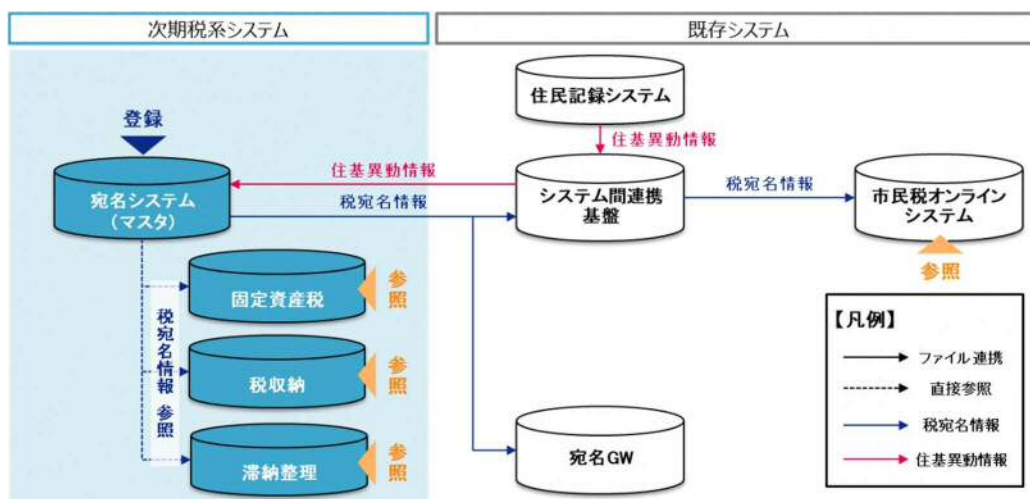 次期税系システム
既存システム
住民記録システム
登録
住基異動情報
住基異動情報
宛名システム
(マスタ)
税宛名情報
システム間連携
基盤
税宛名情報
市民税オンライン
システム
参照
固定資産税
参照
税宛名情報 参照
税収納
参照
滞納整理
参照
宛名GW
【凡例】
ファイル連携
直接参照
税宛名情報
住基異動情報